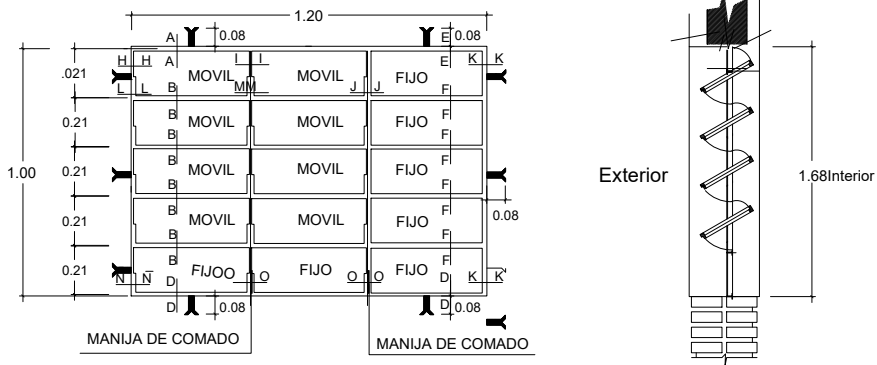 1.20
A 0.08 E 0.08
H H A I I E K K
.021 MOVIL MOVIL FIJO
L L B MM J J F
0.21 B MOVIL MOVIL FIJO F
B F
1.00 0.21 B MOVIL MOVIL FIJO F
B F
0.08
0.21 B MOVIL MOVIL FIJO F
B F
0.21 B FIJOO FIJO FIJO F
N N D O O O D K K
D 0.08 D 0.08
MANIJA DE COMADO MANIJA DE COMADO
Exterior 1.68Interior